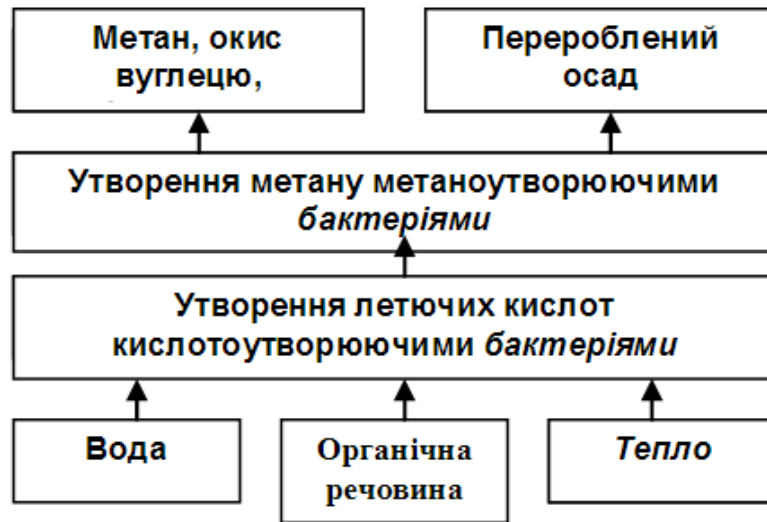 Метан, окис
вуглецю,
Перероблений
осад
Утворення метану метаноутворюючими
бактеріями
Утворення летючих кислот
кислотоутворюючими бактеріями
Вода
Органічна
речовина
Тепло